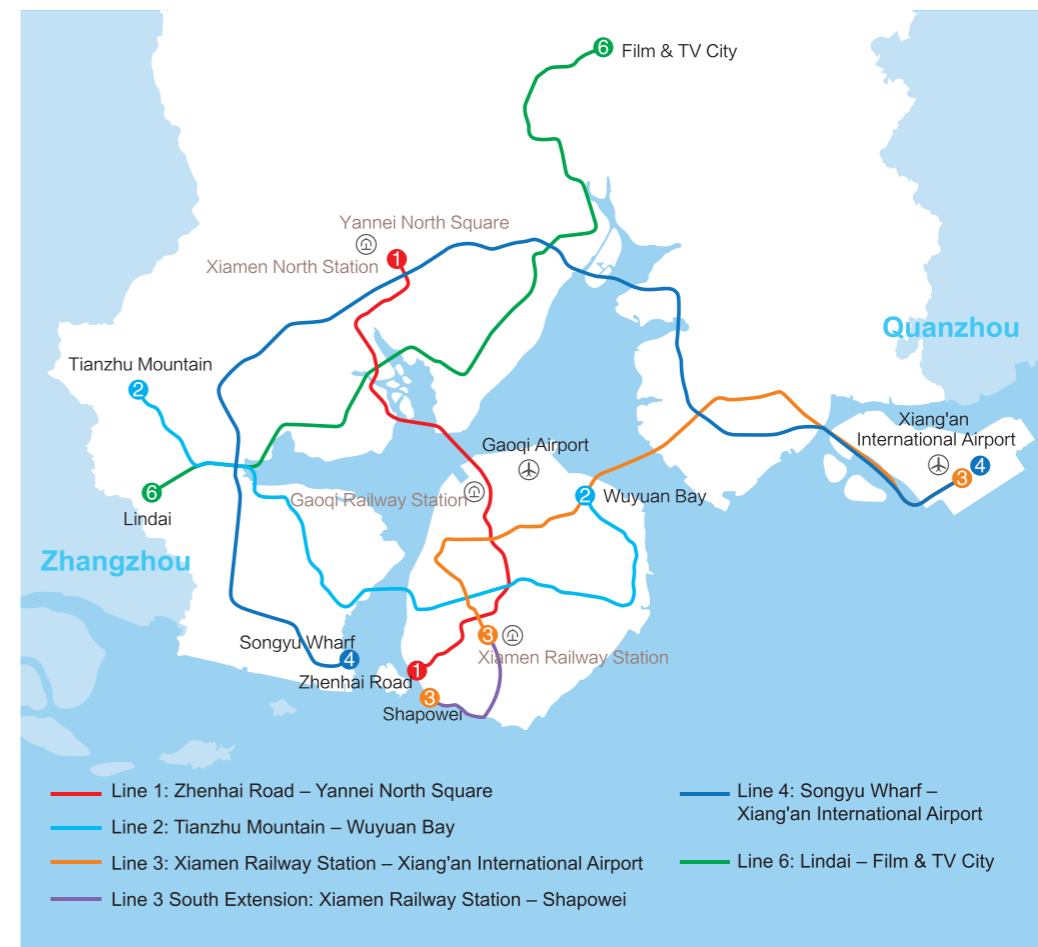 6 Film & TV City
Yannei North Square
1
Xiamen North Station
Quanzhou
Tianzhu Mountain
2
Xiang'an
International Airport
4
3
Gaoqi Airport
Gaoqi Railway Station
2 Wuyuan Bay
6
Lindai
Zhangzhou
3
Songyu Wharf
Xiamen Railway Station
4
1
Zhenhai Road
3
Shapowei
Line 1: Zhenhai Road – Yannei North Square
Line 2: Tianzhu Mountain – Wuyuan Bay
Line 3: Xiamen Railway Station – Xiang'an International Airport
Line 3 South Extension: Xiamen Railway Station – Shapowei
Line 4: Songyu Wharf –
Xiang'an International Airport
Line 6: Lindai – Film & TV City